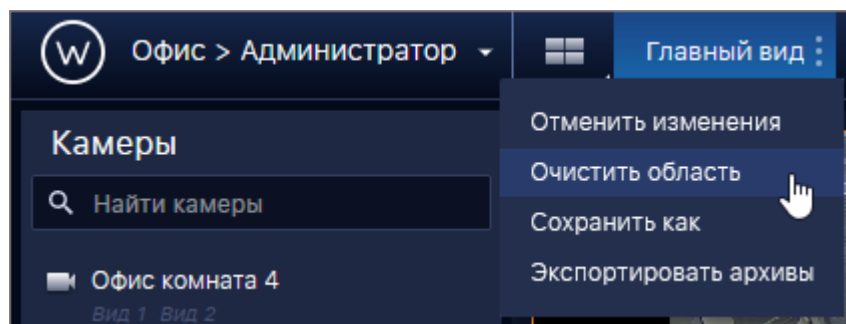 W Офис > Администратор
Главный вид
Камеры
Найти камеры
Офис комната 4
Вид 1 Вид 2
Отменить изменения
Очистить область
Сохранить как
Экспортировать архивы